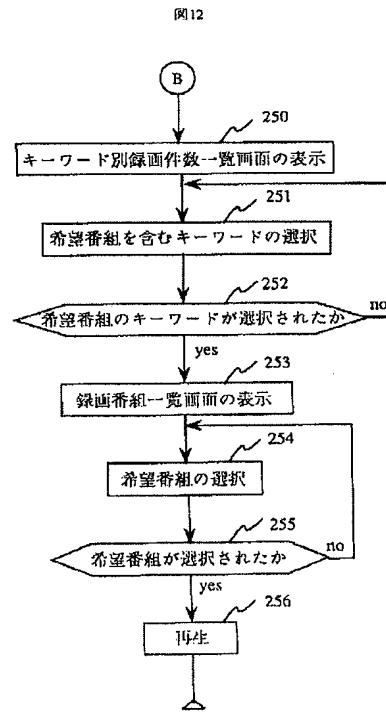 図12
B
250
キーワード別録画件数一覧画面の表示
251
希望番組を含むキーワードの選択
252
希望番組のキーワードが選択されたか
no
yes
253
録画番組一覧画面の表示
254
希望番組の選択
255
希望番組が選択されたか
no
yes
256
再生